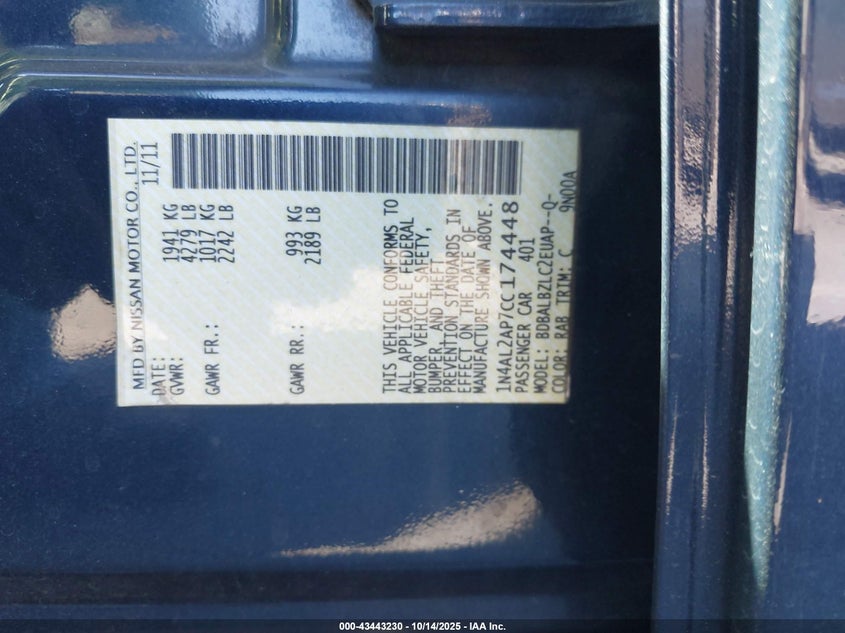 MFD BY NISSAN MOTOR CO., LTD.
DATE: 11/11
GVWR: 1941 KG
4279 LB
GAWR FR.: 1017 KG
2242 LB
GAWR RR.: 993 KG
2189 LB
THIS VEHICLE CONFORMS TO
ALL APPLICABLE FEDERAL
MOTOR VEHICLE SAFETY,
BUMPER, AND THEFT
PREVENTION STANDARDS IN
EFFECT ON THE DATE OF
MANUFACTURE SHOWN ABOVE.
1N4AL2AP7CC174448
PASSENGER CAR 401
MODEL: BDBALBZLC2EUAP--Q-
COLOR: RAB TRIM: C 9N00A
000-43443230 - 10/14/2025 - IAA Inc.